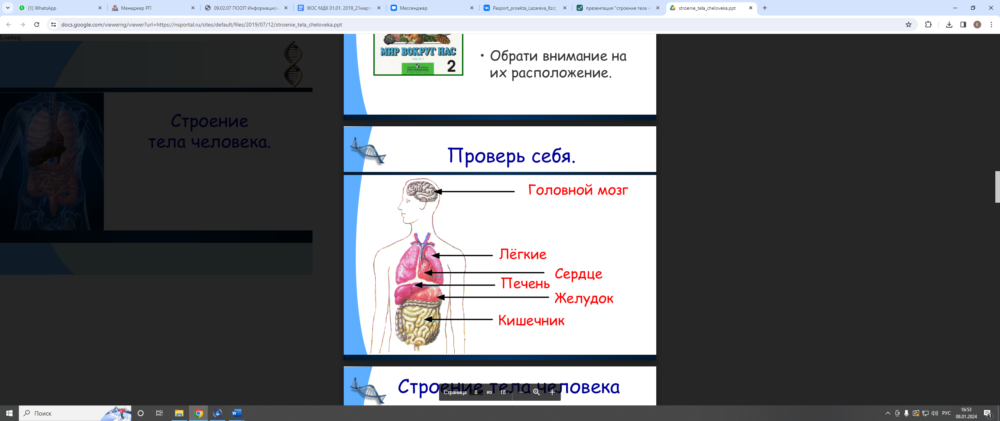 (1) WhatsApp
Менеджер РП
09.02.07 ПООП Информацион
ФОС МДК 01.01. 2019_21марта
Мессенджер
Pasport_proekta_Lazareva_бzd_
презентация "строение тела ч
stroenie_tela_cheloveka.ppt
docs.google.com/viewerng/viewer?url=https://nsportal.ru/sites/default/files/2019/07/12/stroenie_tela_cheloveka.ppt
E
Loading…
Строение
тела человека.
МИР ВОКРУГ НАС
ЧАСТЬ 1
ПРОСВЕЩЕНИЕ
ИЗДАТЕЛЬСТВО
2
• Обрати внимание на
их расположение.
Проверь себя.
Головной мозг
Лёгкие
Сердце
Печень
Желудок
Кишечник
Строение тела человека
Страница 8 из 18
Поиск
РУС
16:53
08.01.2024
1